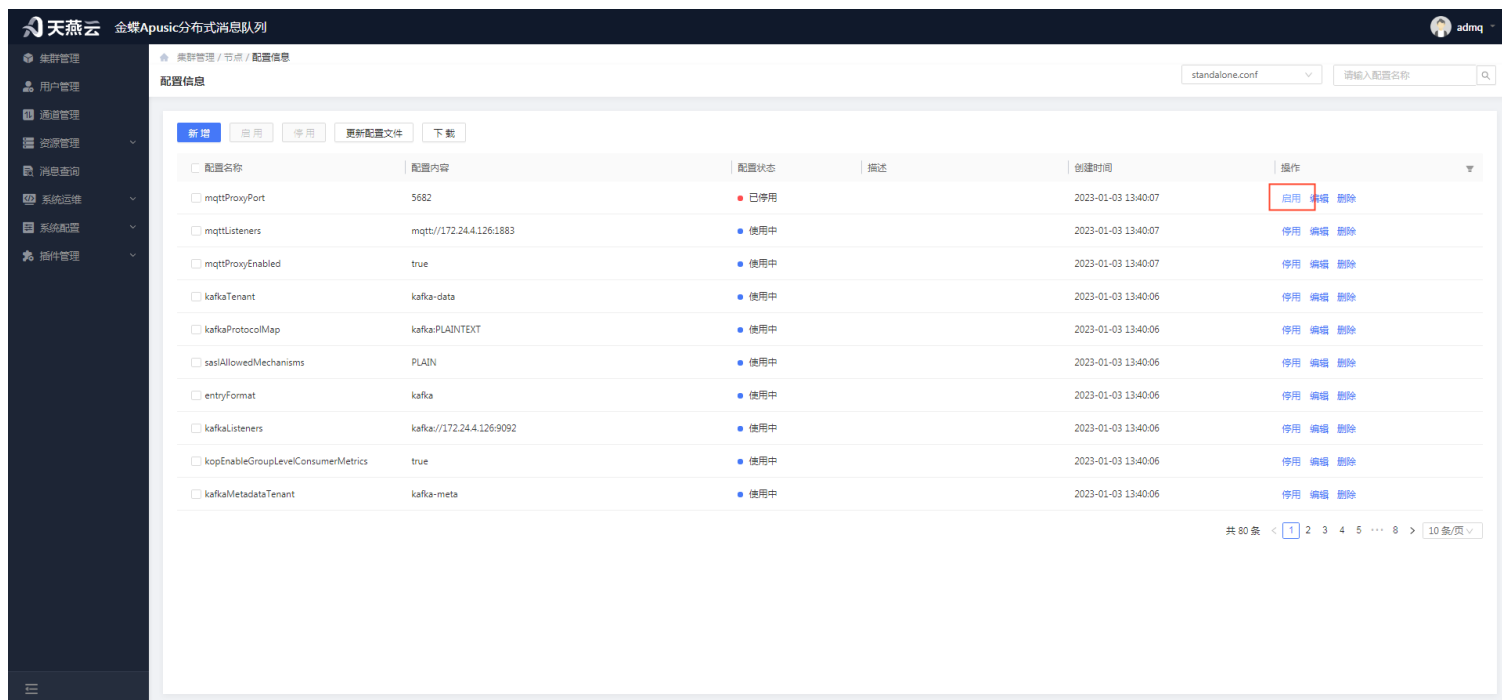 天燕云 金蝶Apusic分布式消息队列 admq
集群管理
用户管理
通道管理
资源管理
消息查询
系统运维
系统配置
插件管理
集群管理 / 节点 / 配置信息
配置信息 standalone.conf 请输入配置名称
新增 启用 停用 更新配置文件 下载
配置名称 配置内容 配置状态 描述 创建时间 操作
mqttProxyPort 5682 已停用 2023-01-03 13:40:07 启用 编辑 删除
mqttListeners mqtt://172.24.4.126:1883 使用中 2023-01-03 13:40:07 停用 编辑 删除
mqttProxyEnabled true 使用中 2023-01-03 13:40:07 停用 编辑 删除
kafkaTenant kafka-data 使用中 2023-01-03 13:40:06 停用 编辑 删除
kafkaProtocolMap kafka:PLAINTEXT 使用中 2023-01-03 13:40:06 停用 编辑 删除
saslAllowedMechanisms PLAIN 使用中 2023-01-03 13:40:06 停用 编辑 删除
entryFormat kafka 使用中 2023-01-03 13:40:06 停用 编辑 删除
kafkaListeners kafka://172.24.4.126:9092 使用中 2023-01-03 13:40:06 停用 编辑 删除
kopEnableGroupLevelConsumerMetrics true 使用中 2023-01-03 13:40:06 停用 编辑 删除
kafkaMetadataTenant kafka-meta 使用中 2023-01-03 13:40:06 停用 编辑 删除
共 80 条 < 1 2 3 4 5 ··· 8 > 10 条/页